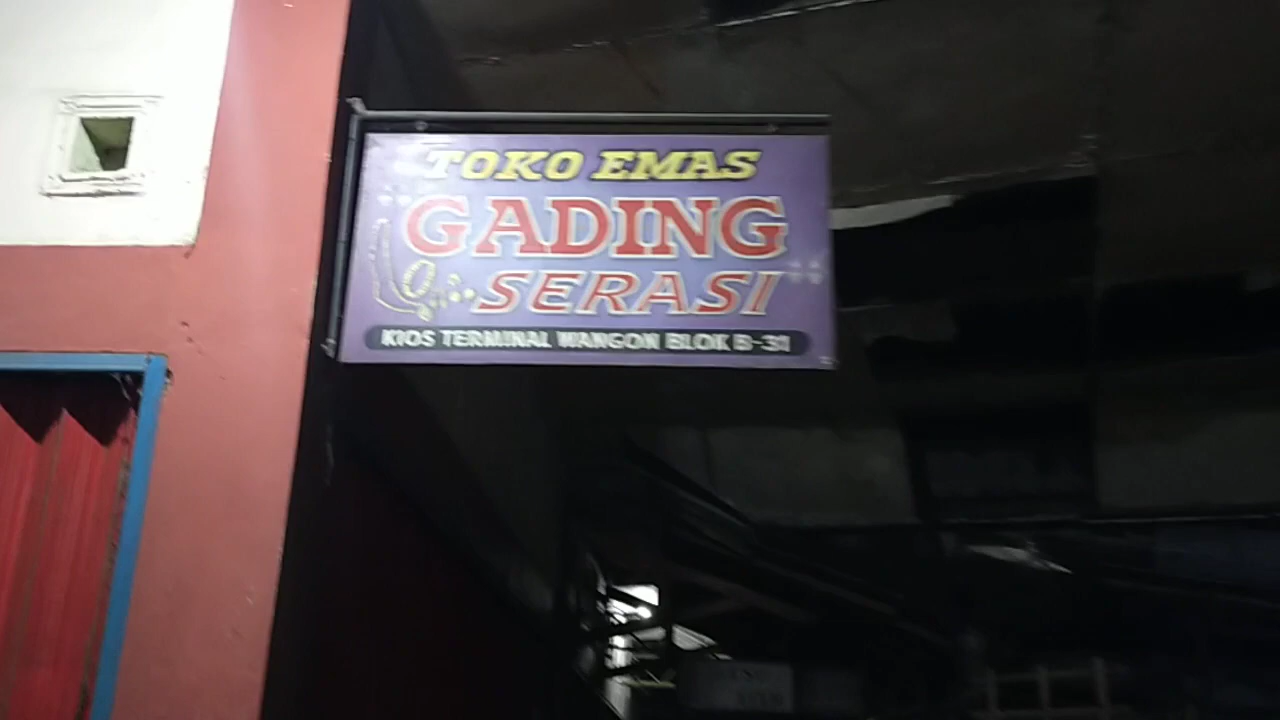 TOKO EMAS
GADING
SERASI
KIOS TERMINAL WANGON BLOK B-31